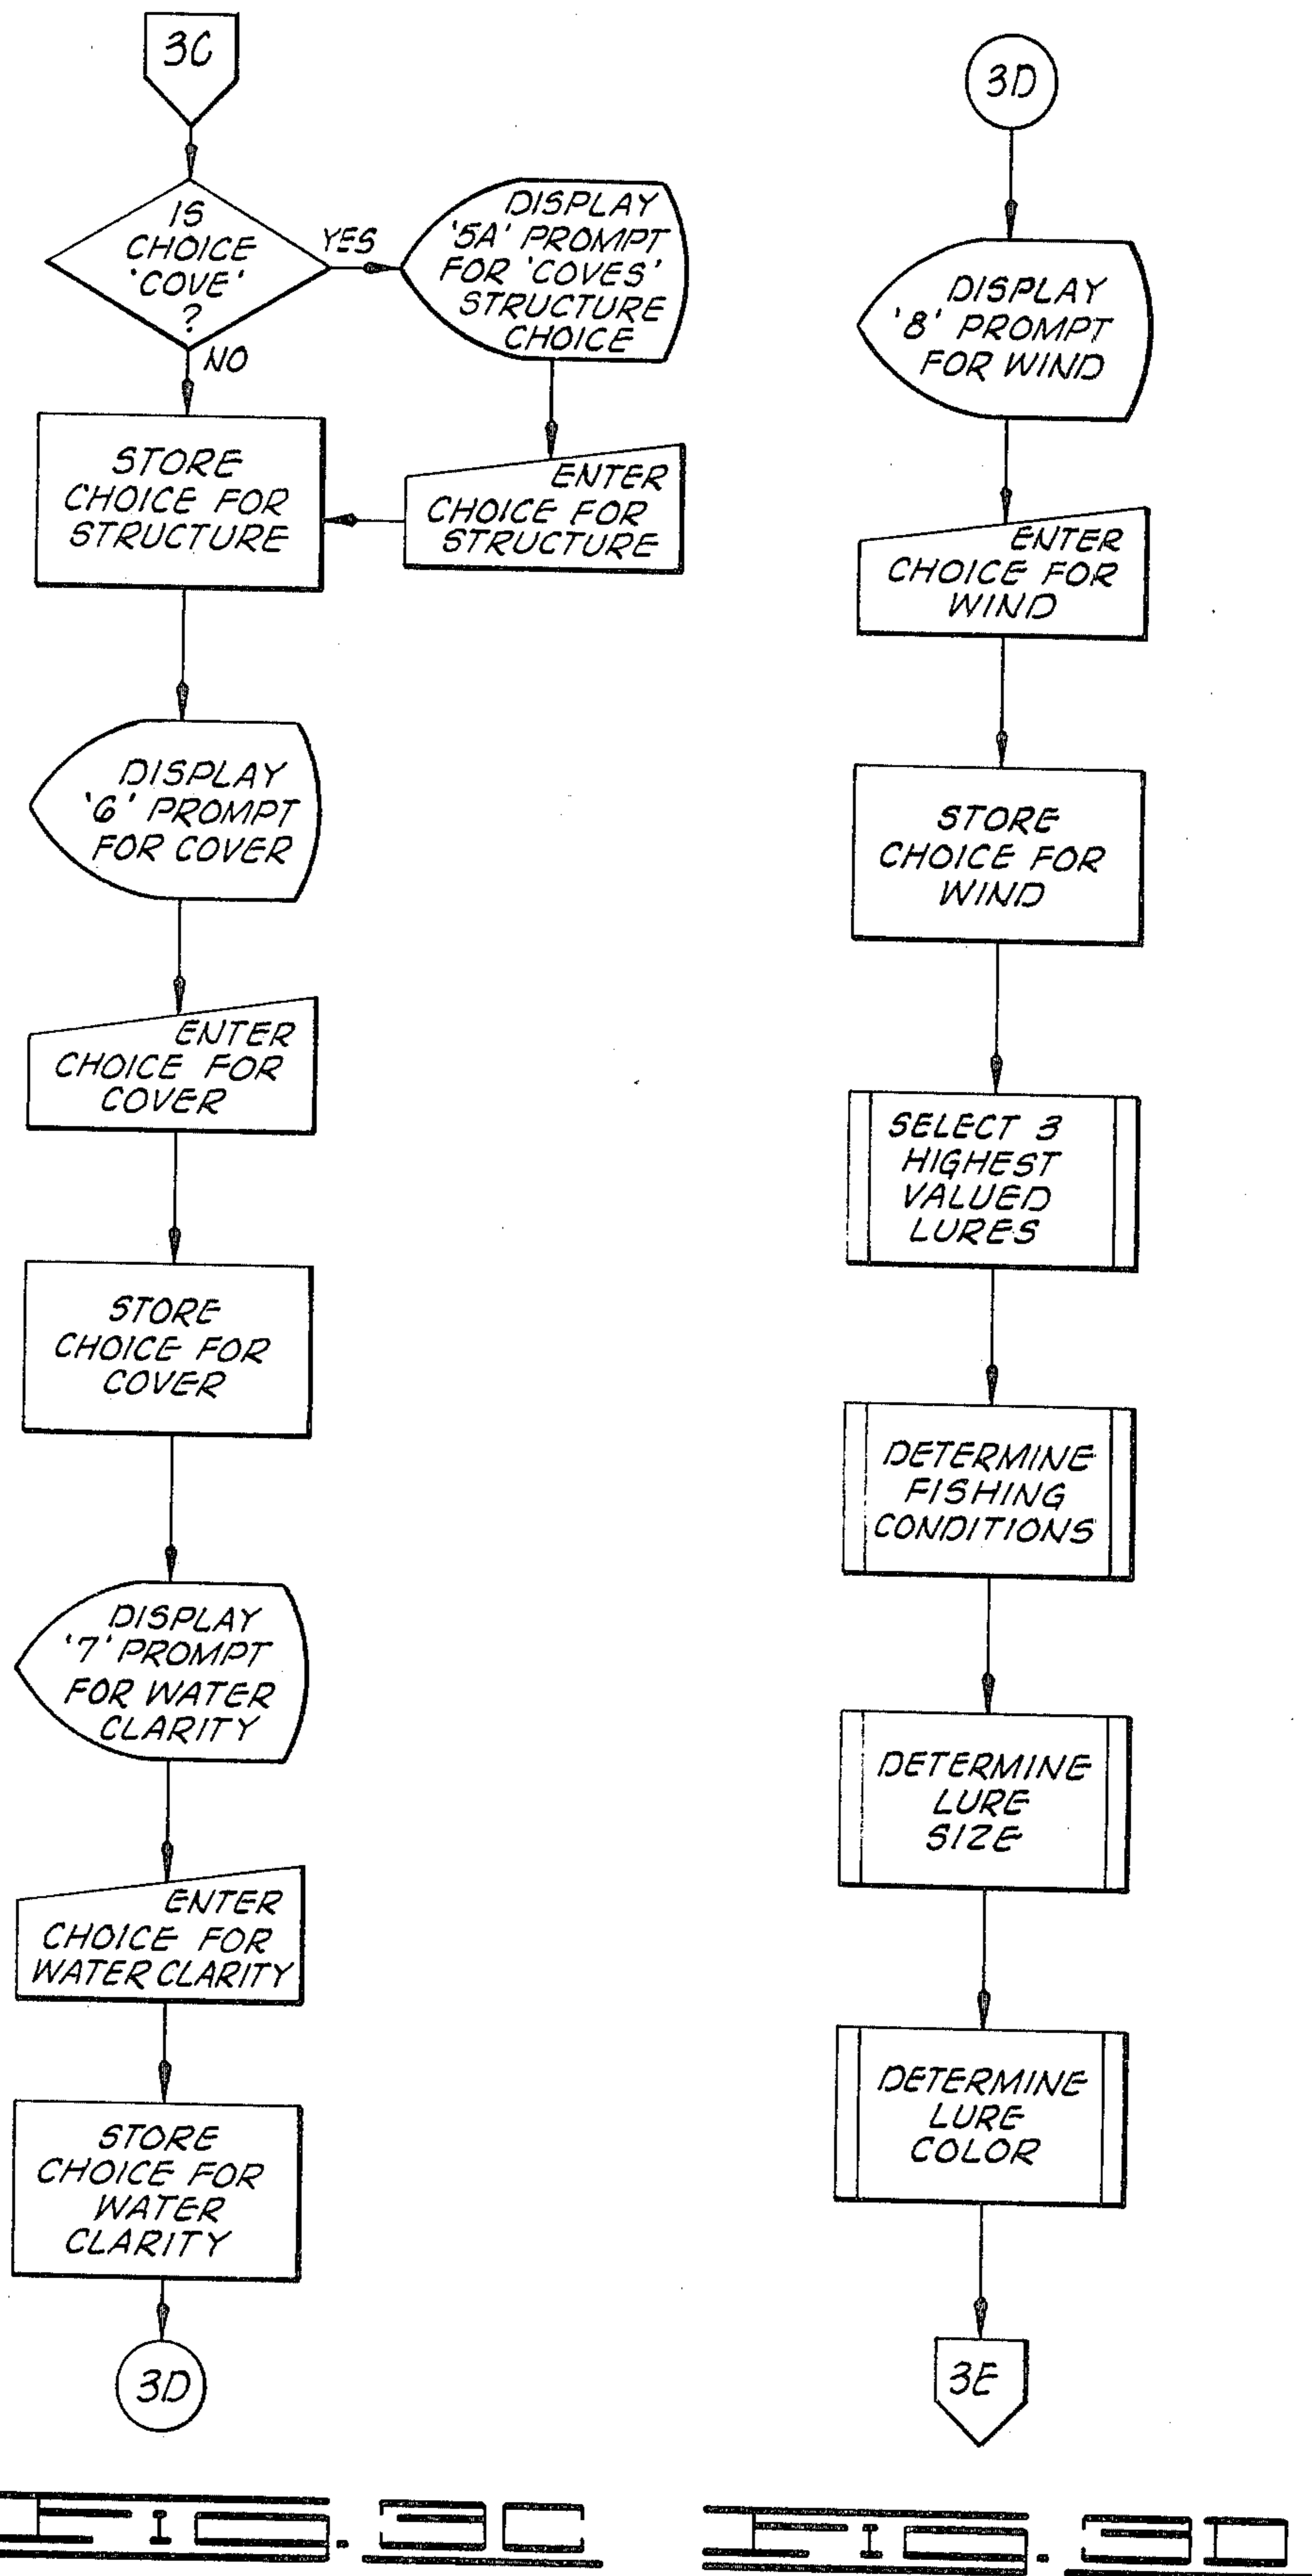 3C
IS
CHOICE
'COVE'
?
YES
NO
DISPLAY
'5A' PROMPT
FOR 'COVES'
STRUCTURE
CHOICE
ENTER
CHOICE FOR
STRUCTURE
STORE
CHOICE FOR
STRUCTURE
DISPLAY
'6' PROMPT
FOR COVER
ENTER
CHOICE FOR
COVER
STORE
CHOICE FOR
COVER
DISPLAY
'7' PROMPT
FOR WATER
CLARITY
ENTER
CHOICE FOR
WATER CLARITY
STORE
CHOICE FOR
WATER
CLARITY
3D
FIG. 3C
3D
DISPLAY
'8' PROMPT
FOR WIND
ENTER
CHOICE FOR
WIND
STORE
CHOICE FOR
WIND
SELECT 3
HIGHEST
VALUED
LURES
DETERMINE
FISHING
CONDITIONS
DETERMINE
LURE
SIZE
DETERMINE
LURE
COLOR
3E
FIG. 3D